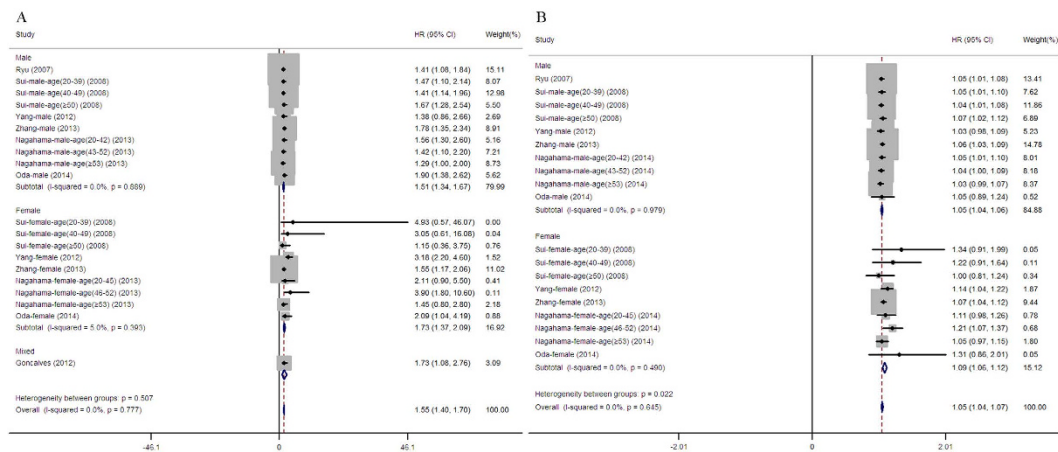 A
Study HR (95% CI) Weight(%)
Male
Ryu (2007) 1.41 (1.08, 1.84) 15.11
Sui-male-age(20-39) (2008) 1.47 (1.10, 2.14) 8.07
Sui-male-age(40-49) (2008) 1.41 (1.14, 1.96) 12.98
Sui-male-age(≥50) (2008) 1.67 (1.28, 2.54) 5.50
Yang-male (2012) 1.38 (0.86, 2.66) 2.69
Zhang-male (2013) 1.78 (1.35, 2.34) 8.91
Nagahama-male-age(20-42) (2013) 1.56 (1.30, 2.60) 5.16
Nagahama-male-age(43-52) (2013) 1.42 (1.10, 2.20) 7.21
Nagahama-male-age(≥53) (2013) 1.29 (1.00, 2.00) 8.73
Oda-male (2014) 1.90 (1.38, 2.62) 5.62
Subtotal (I-squared = 0.0%, p = 0.889) 1.51 (1.34, 1.67) 79.99
Female
Sui-female-age(20-39) (2008) 4.93 (0.57, 46.07) 0.00
Sui-female-age(40-49) (2008) 3.05 (0.61, 16.08) 0.04
Sui-female-age(≥50) (2008) 1.15 (0.36, 3.75) 0.76
Yang-female (2012) 3.18 (2.20, 4.60) 1.52
Zhang-female (2013) 1.55 (1.17, 2.06) 11.02
Nagahama-female-age(20-45) (2013) 2.11 (0.90, 5.50) 0.41
Nagahama-female-age(46-52) (2013) 3.90 (1.80, 10.60) 0.11
Nagahama-female-age(≥53) (2013) 1.45 (0.80, 2.80) 2.18
Oda-female (2014) 2.09 (1.04, 4.19) 0.88
Subtotal (I-squared = 5.0%, p = 0.393) 1.73 (1.37, 2.09) 16.92
Mixed
Goncalves (2012) 1.73 (1.08, 2.76) 3.09
Heterogeneity between groups: p = 0.507
Overall (I-squared = 0.0%, p = 0.777) 1.55 (1.40, 1.70) 100.00
-46.1 0 46.1
B
Study HR (95% CI) Weight(%)
Male
Ryu (2007) 1.05 (1.01, 1.08) 13.41
Sui-male-age(20-39) (2008) 1.05 (1.01, 1.10) 7.62
Sui-male-age(40-49) (2008) 1.04 (1.01, 1.08) 11.86
Sui-male-age(≥50) (2008) 1.07 (1.02, 1.12) 6.89
Yang-male (2012) 1.03 (0.98, 1.09) 5.23
Zhang-male (2013) 1.06 (1.03, 1.09) 14.78
Nagahama-male-age(20-42) (2014) 1.05 (1.01, 1.10) 8.01
Nagahama-male-age(43-52) (2014) 1.04 (1.00, 1.09) 8.18
Nagahama-male-age(≥53) (2014) 1.03 (0.99, 1.07) 8.37
Oda-male (2014) 1.05 (0.89, 1.24) 0.52
Subtotal (I-squared = 0.0%, p = 0.979) 1.05 (1.04, 1.06) 84.88
Female
Sui-female-age(20-39) (2008) 1.34 (0.91, 1.99) 0.05
Sui-female-age(40-49) (2008) 1.22 (0.91, 1.64) 0.11
Sui-female-age(≥50) (2008) 1.00 (0.81, 1.24) 0.34
Yang-female (2012) 1.14 (1.04, 1.22) 1.87
Zhang-female (2013) 1.07 (1.04, 1.12) 9.44
Nagahama-female-age(20-45) (2014) 1.11 (0.98, 1.26) 0.78
Nagahama-female-age(46-52) (2014) 1.21 (1.07, 1.37) 0.68
Nagahama-female-age(≥53) (2014) 1.05 (0.97, 1.15) 1.80
Oda-female (2014) 1.31 (0.86, 2.01) 0.05
Subtotal (I-squared = 0.0%, p = 0.490) 1.09 (1.06, 1.12) 15.12
Heterogeneity between groups: p = 0.022
Overall (I-squared = 0.0%, p = 0.645) 1.05 (1.04, 1.07) 100.00
-2.01 0 2.01